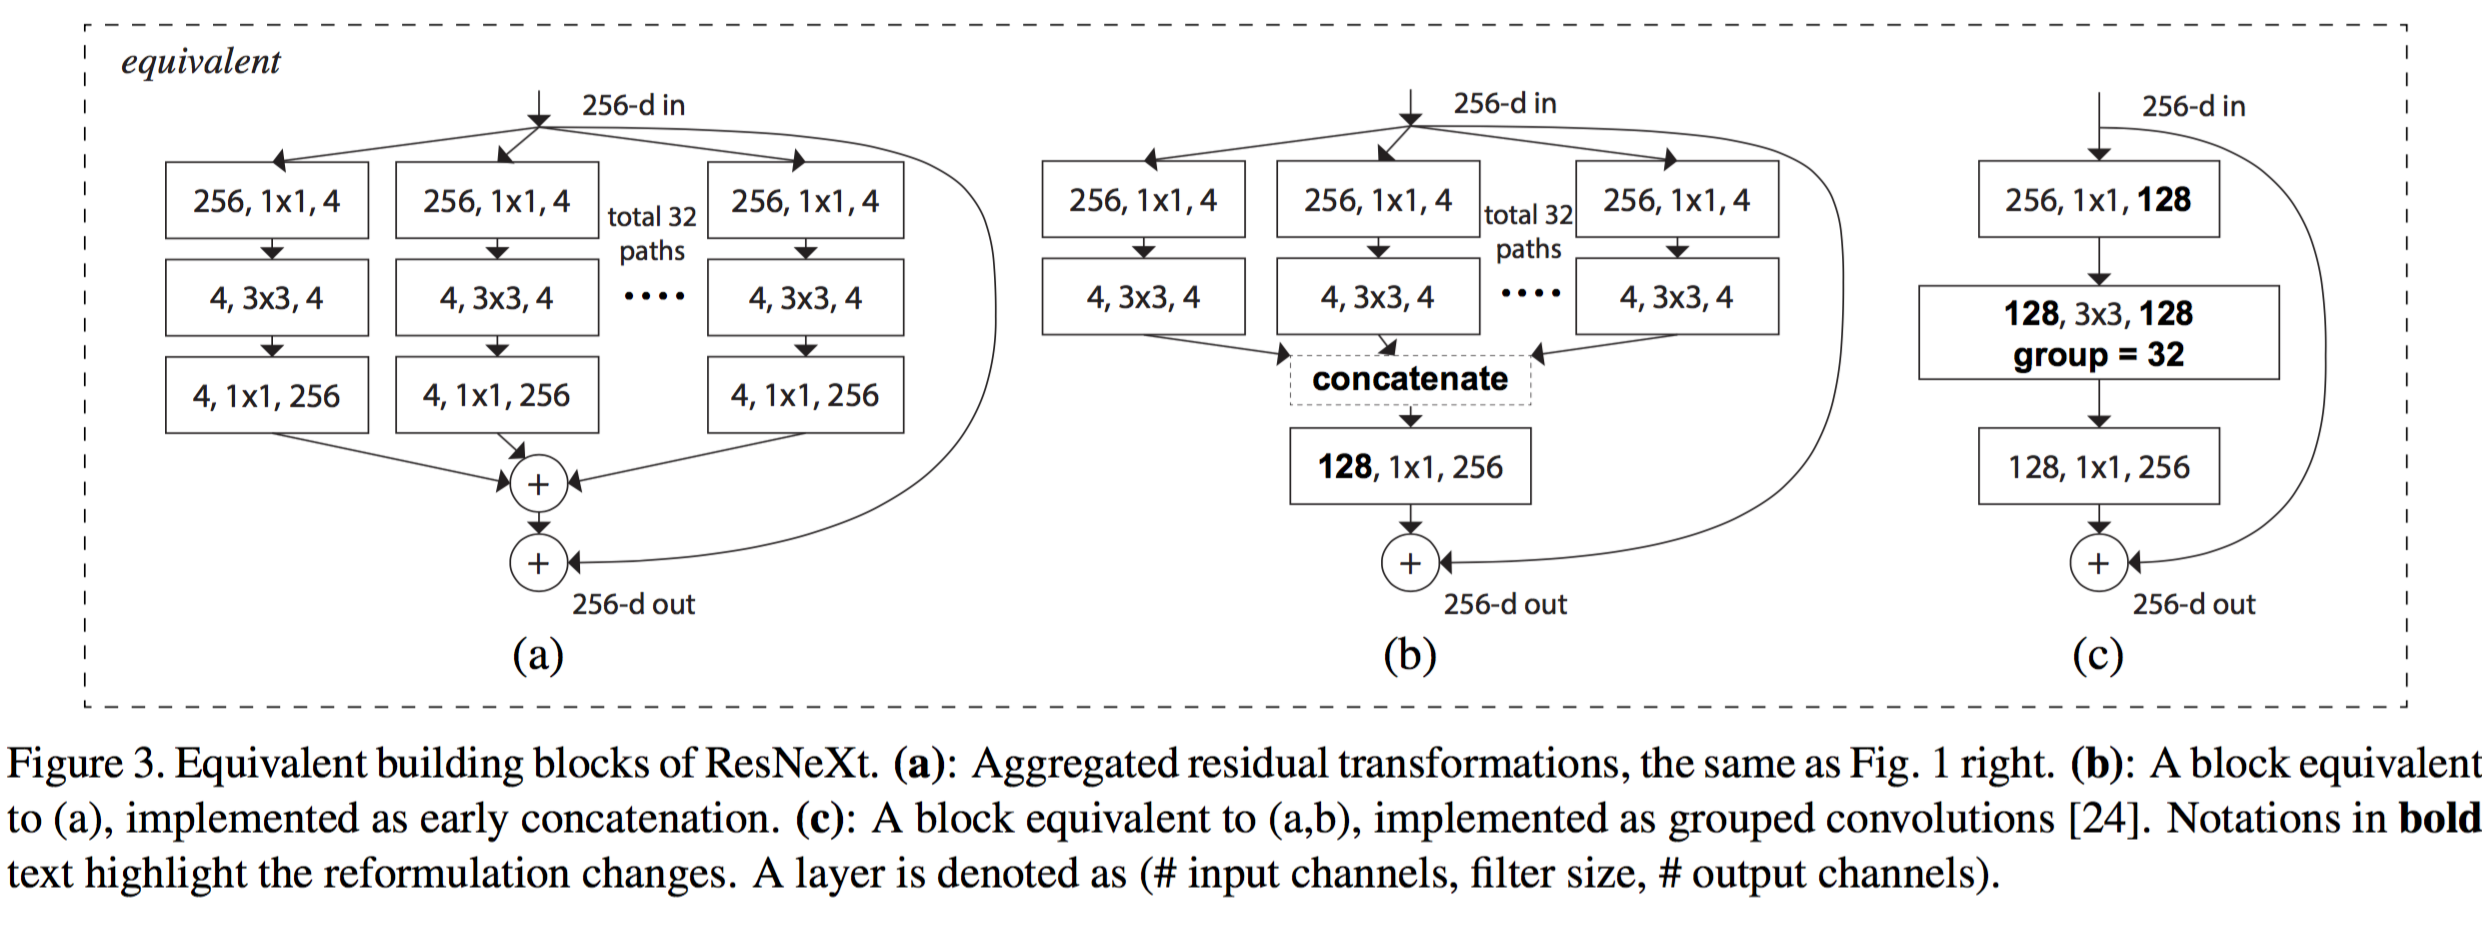 equivalent
256-d in
256, 1x1, 4
256, 1x1, 4
total 32
paths
256, 1x1, 4
4, 3x3, 4
4, 3x3, 4
....
4, 3x3, 4
4, 1x1, 256
4, 1x1, 256
4, 1x1, 256
+
+
256-d out
(a)
256-d in
256, 1x1, 4
256, 1x1, 4
total 32
paths
256, 1x1, 4
4, 3x3, 4
4, 3x3, 4
....
4, 3x3, 4
concatenate
128, 1x1, 256
+
256-d out
(b)
256-d in
256, 1x1, 128
128, 3x3, 128
group = 32
128, 1x1, 256
+
256-d out
(c)
Figure 3. Equivalent building blocks of ResNeXt. (a): Aggregated residual transformations, the same as Fig. 1 right. (b): A block equivalent
to (a), implemented as early concatenation. (c): A block equivalent to (a,b), implemented as grouped convolutions [24]. Notations in bold
text highlight the reformulation changes. A layer is denoted as (# input channels, filter size, # output channels).